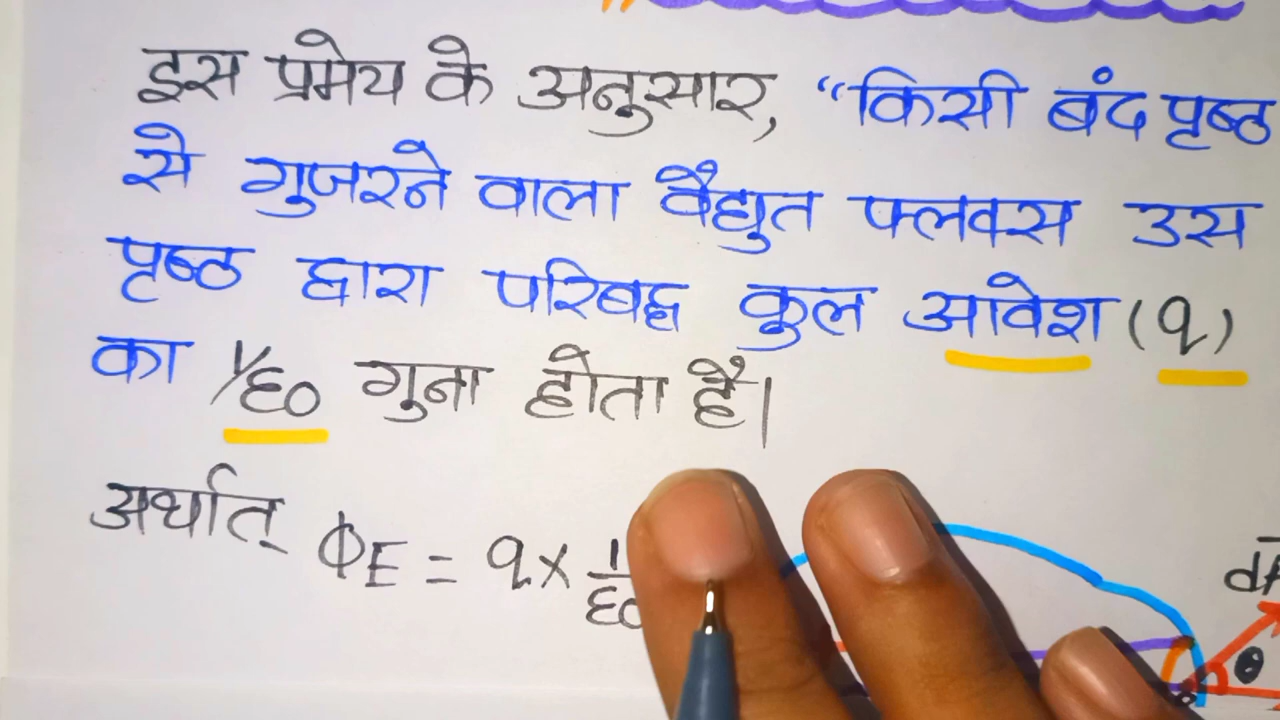 इस प्रमेय के अनुसार, “किसी बंद पृष्ठ
से गुजरने वाला वैद्युत फ्लक्स उस
पृष्ठ द्वारा परिबद्ध कुल आवेश (q)
का 1/ε0 गुना होता है।
अर्थात् ΦE = q × 1/ε0
θ